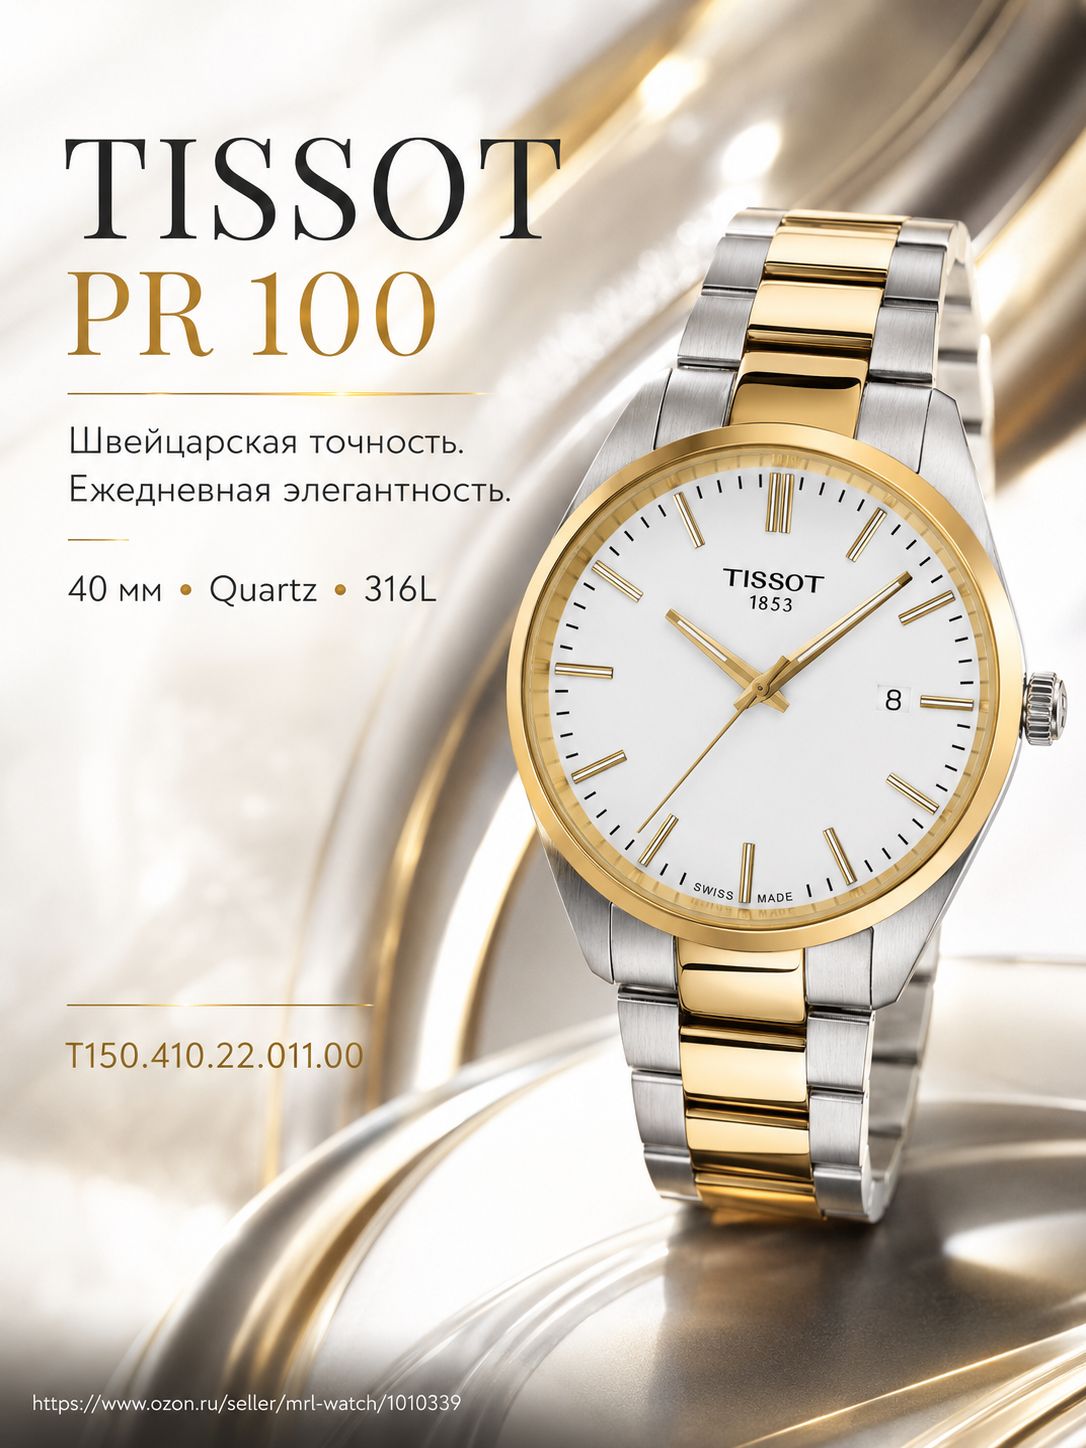 TISSOT
PR 100
Швейцарская точность.
Ежедневная элегантность.
40 мм • Quartz • 316L
TISSOT
1853
8
SWISS MADE
T150.410.22.011.00
https://www.ozon.ru/seller/mrl-watch/1010339